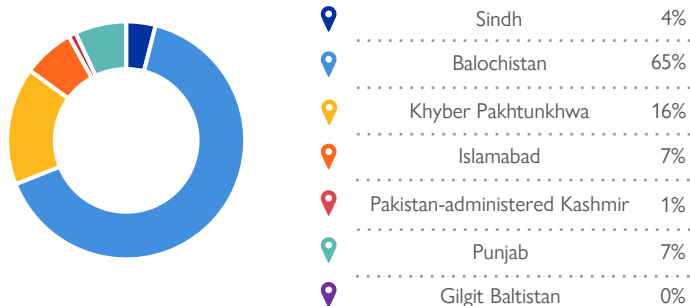 Sindh 4%
Balochistan 65%
Khyber Pakhtunkhwa 16%
Islamabad 7%
Pakistan-administered Kashmir 1%
Punjab 7%
Gilgit Baltistan 0%